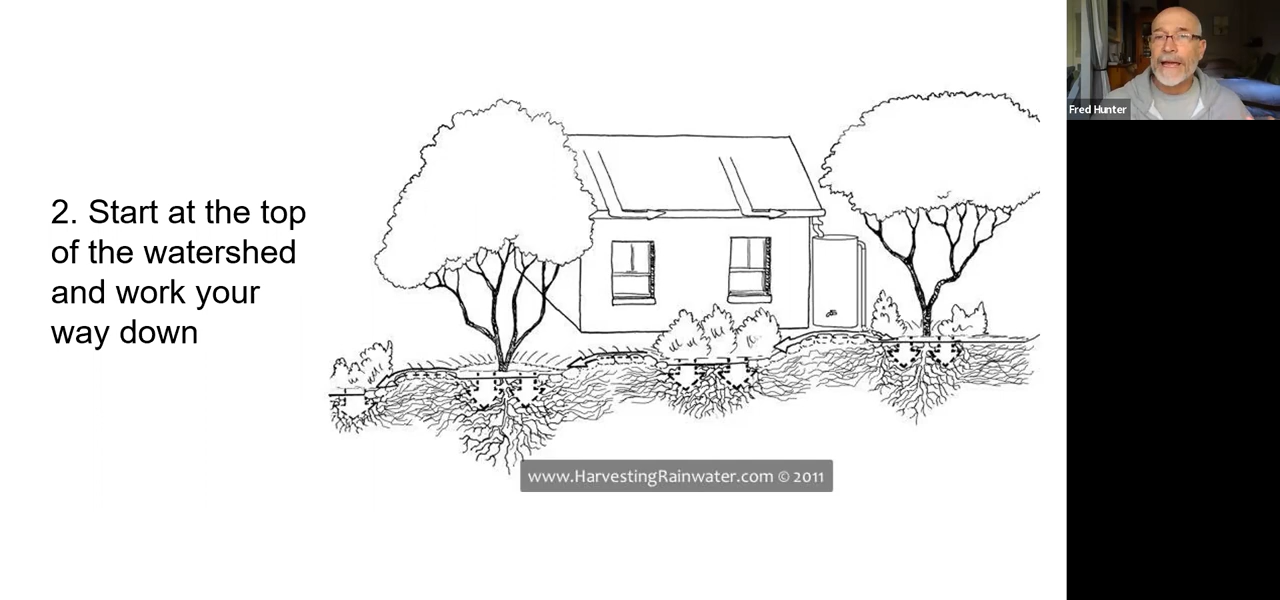 2. Start at the top
of the watershed
and work your
way down
www.HarvestingRainwater.com © 2011
Fred Hunter